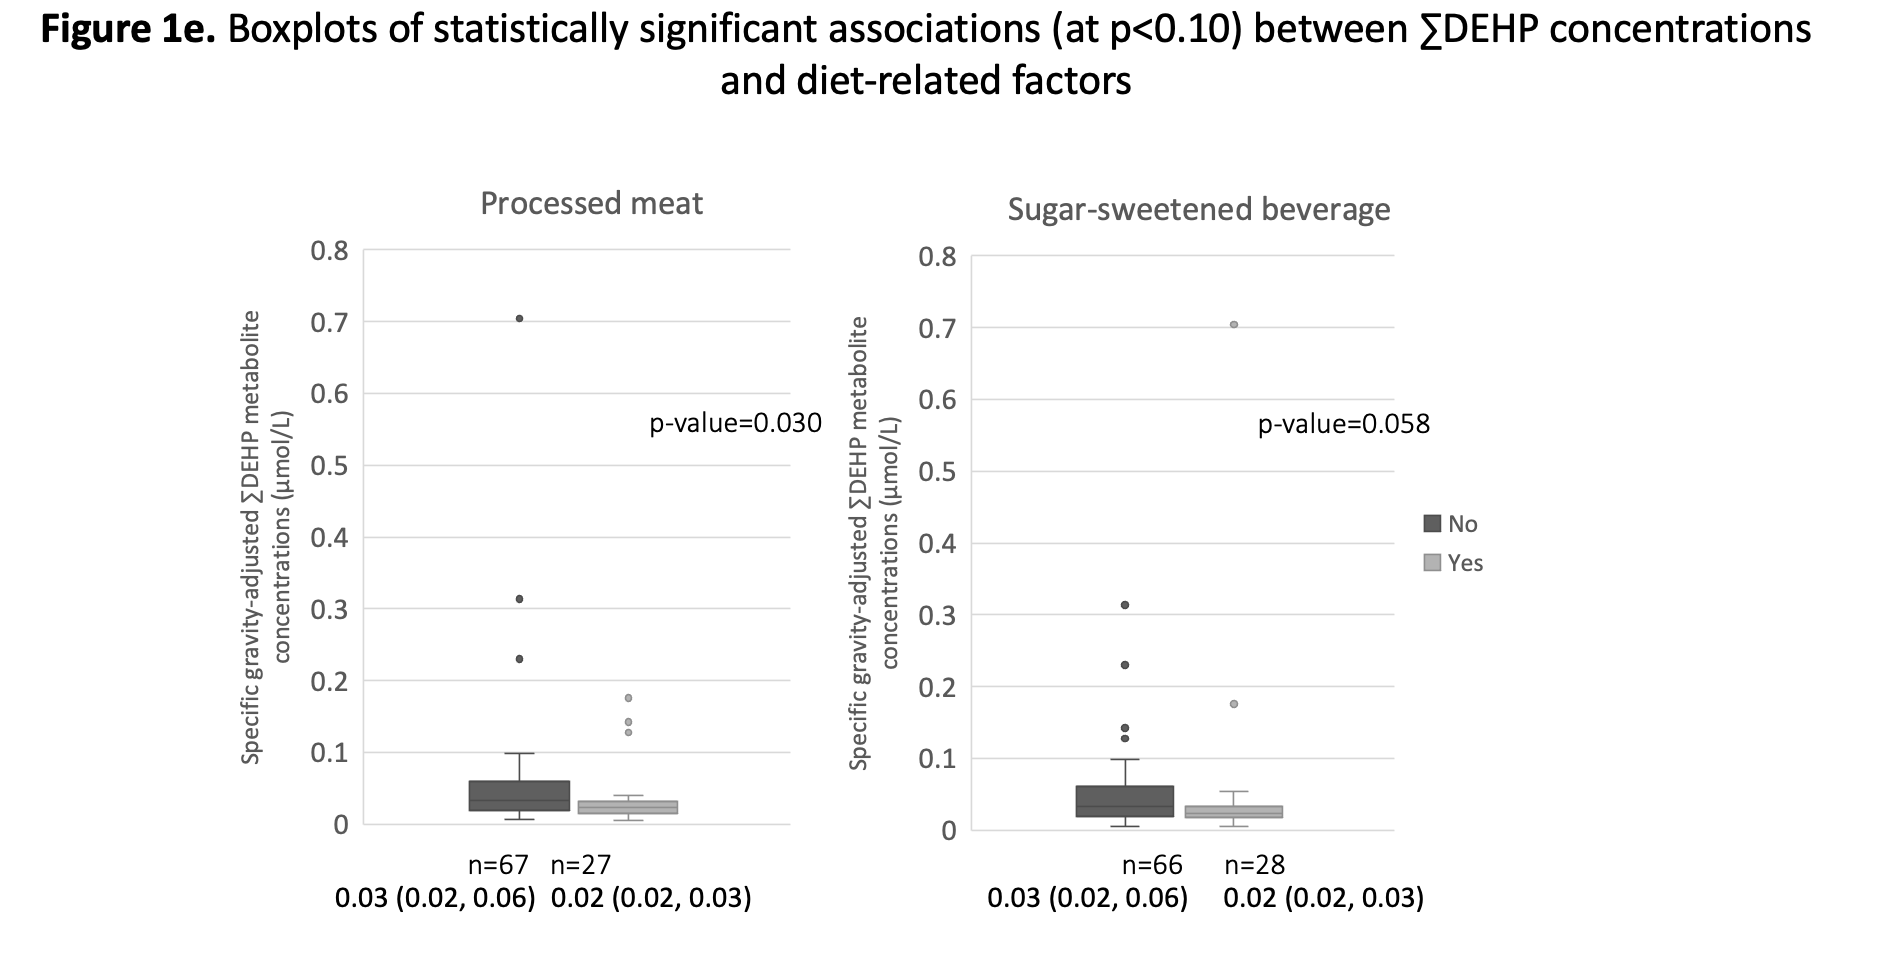 Figure 1e. Boxplots of statistically significant associations (at p<0.10) between ∑DEHP concentrations
and diet-related factors
Processed meat
Specific gravity-adjusted ∑DEHP metabolite
concentrations (µmol/L)
0.8
0.7
0.6
0.5
0.4
0.3
0.2
0.1
0
p-value=0.030
n=67 n=27
0.03 (0.02, 0.06) 0.02 (0.02, 0.03)
Sugar-sweetened beverage
Specific gravity-adjusted ∑DEHP metabolite
concentrations (µmol/L)
0.8
0.7
0.6
0.5
0.4
0.3
0.2
0.1
0
p-value=0.058
No
Yes
n=66 n=28
0.03 (0.02, 0.06) 0.02 (0.02, 0.03)